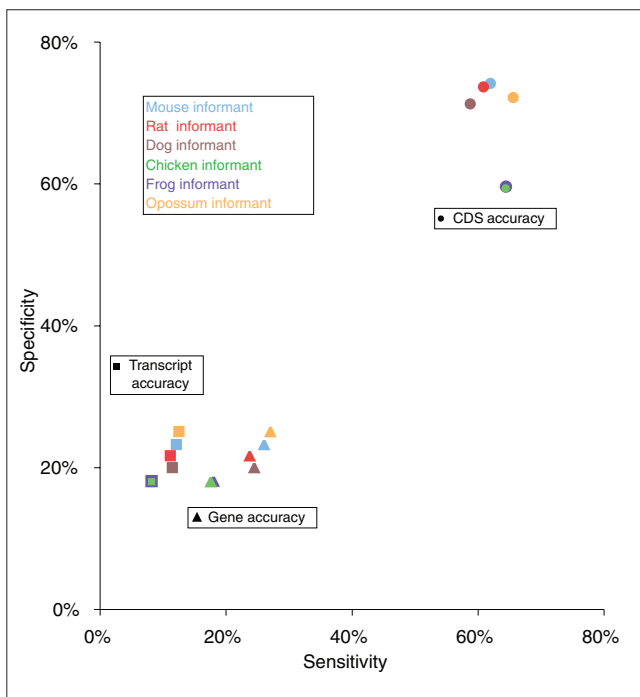 80%
Mouse informant
Rat informant
Dog informant
Chicken informant
Frog informant
Opossum informant
60%
CDS accuracy
Specificity
40%
Transcript
accuracy
20%
Gene accuracy
0%
0%
20%
40%
60%
80%
Sensitivity